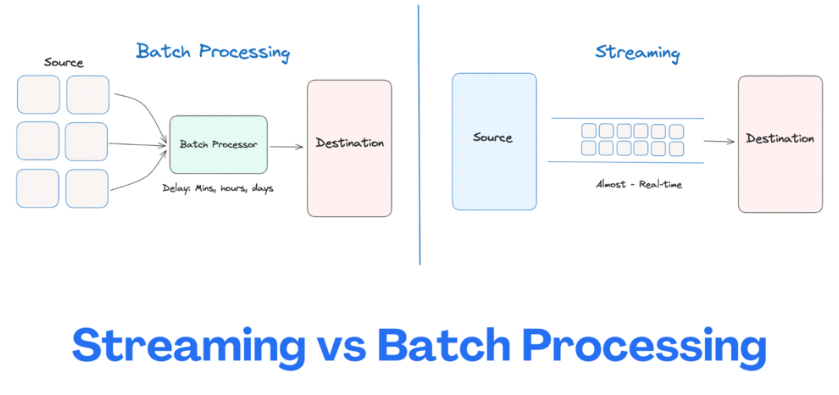 Batch Processing
Source
Batch Processor
Destination
Delay: Mins, hours, days
Streaming
Source
Destination
Almost - Real-time
Streaming vs Batch Processing